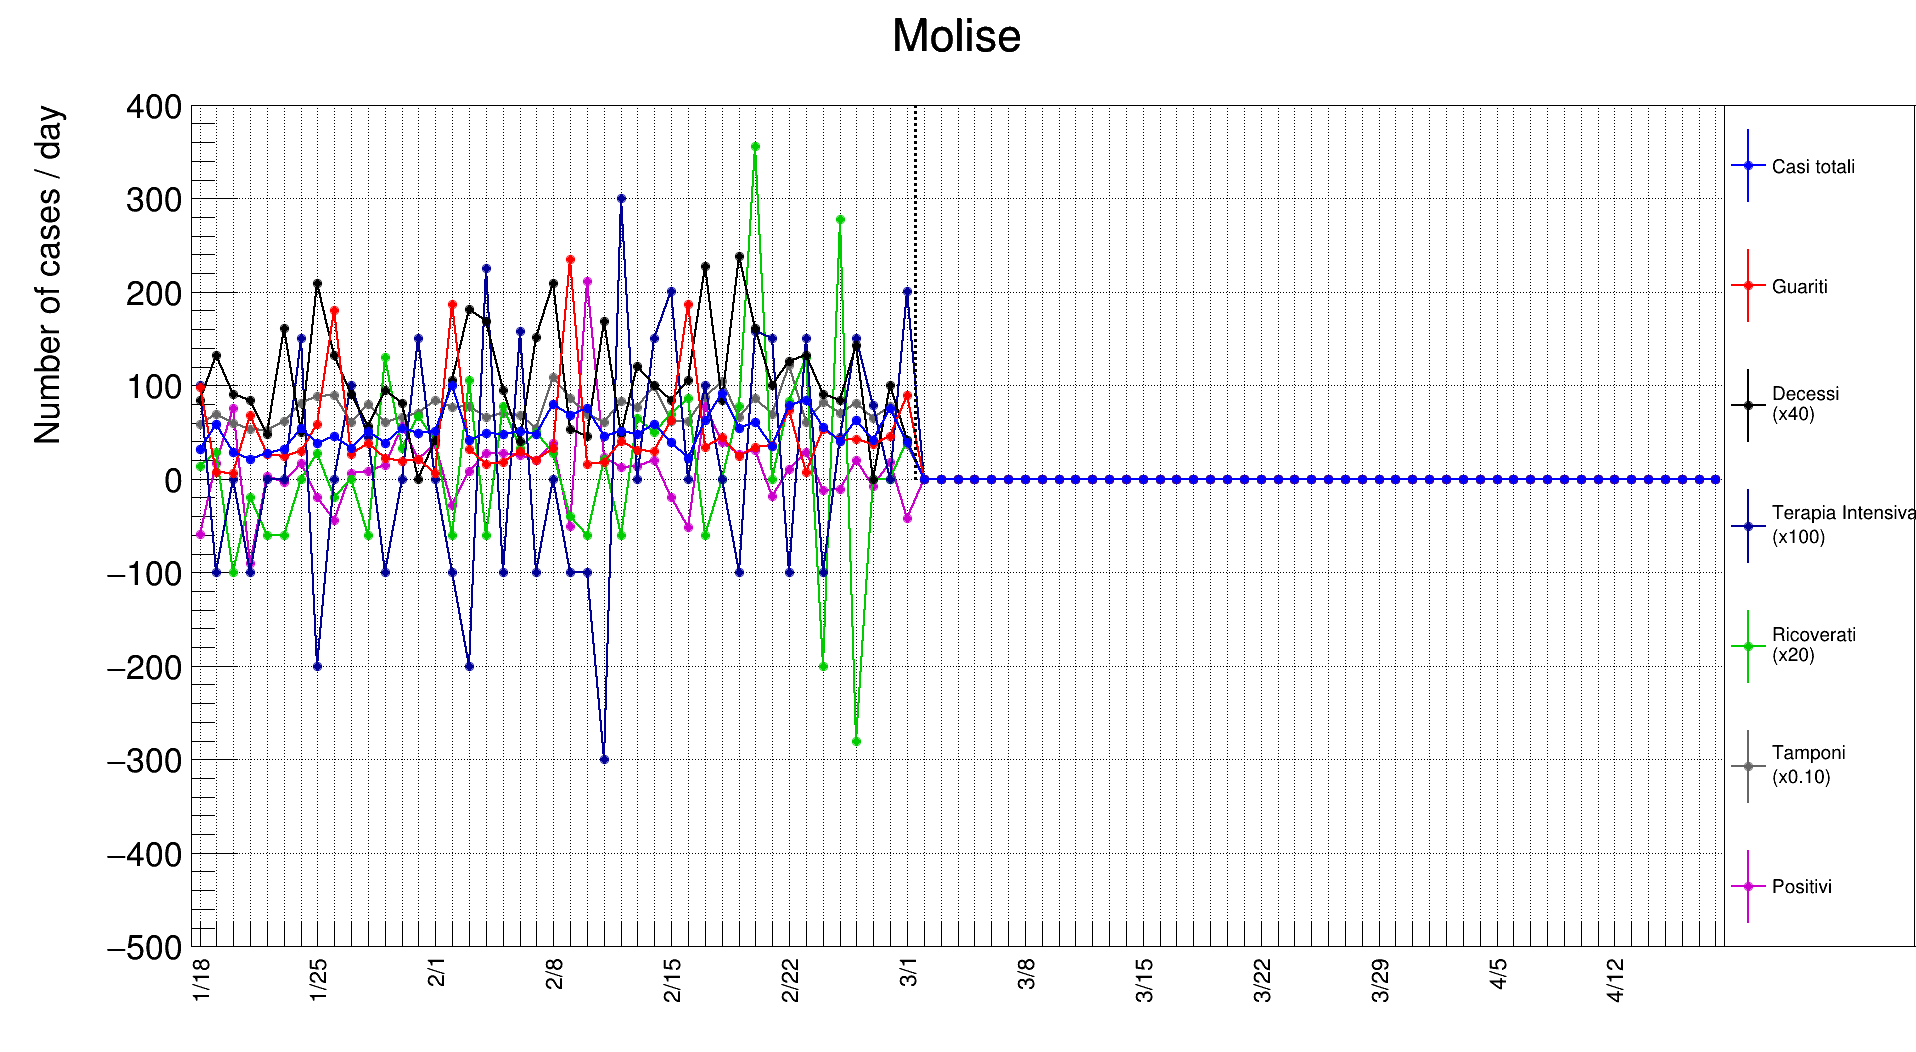 Molise
Number of cases / day
400
300
200
100
0
−100
−200
−300
−400
−500
1/18
1/25
2/1
2/8
2/15
2/22
3/1
3/8
3/15
3/22
3/29
4/5
4/12
Casi totali
Guariti
Decessi
(x40)
Terapia Intensiva
(x100)
Ricoverati
(x20)
Tamponi
(x0.10)
Positivi